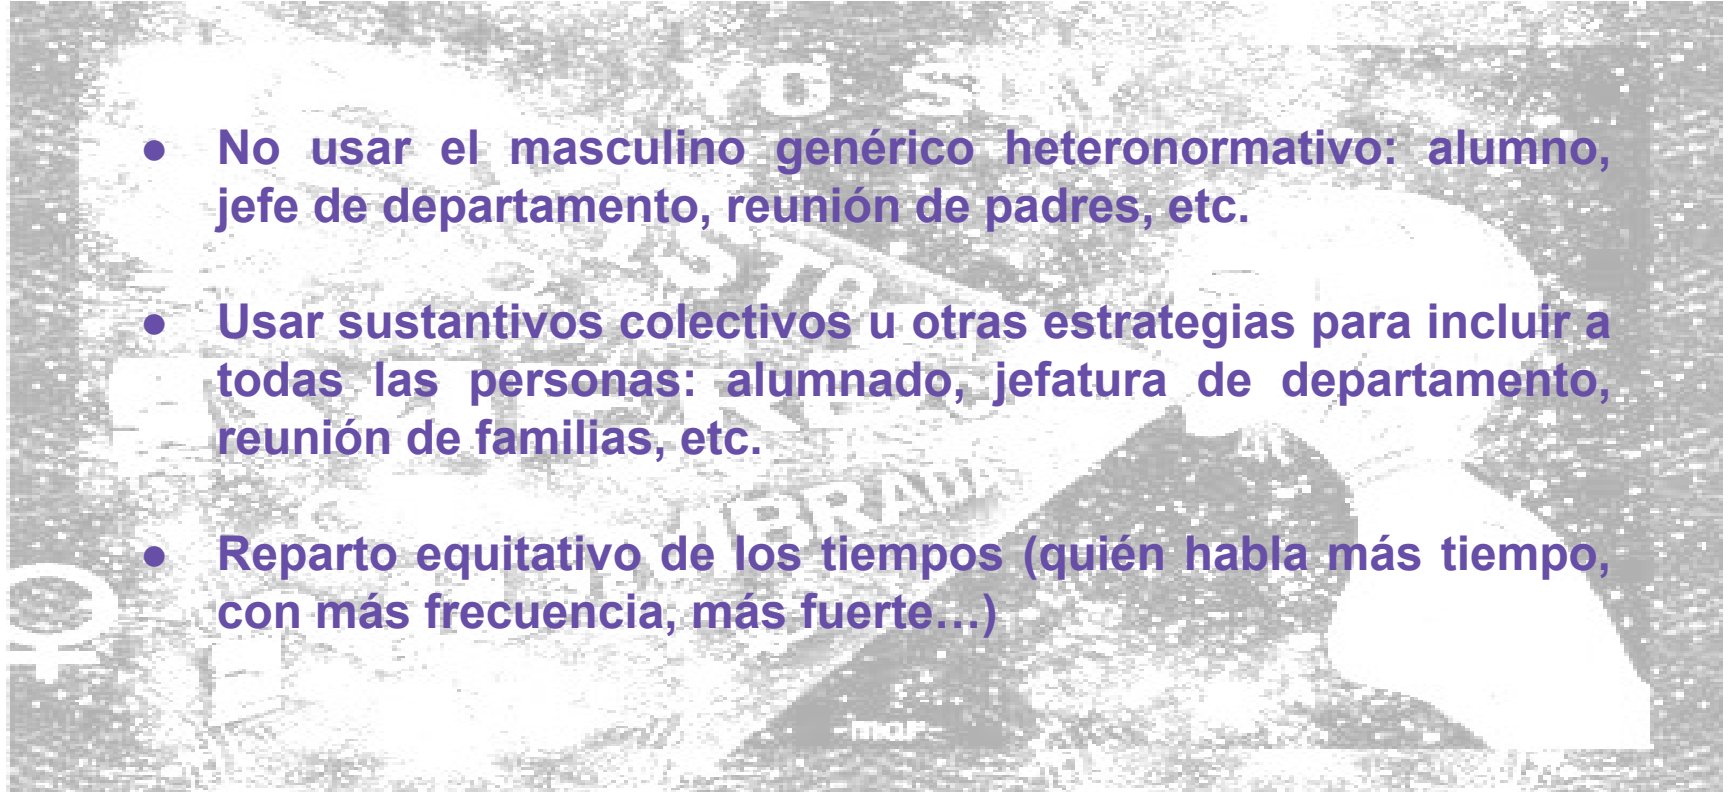 YO SOY
● No usar el masculino genérico heteronormativo: alumno,
jefe de departamento, reunión de padres, etc.
● Usar sustantivos colectivos u otras estrategias para incluir a
todas las personas: alumnado, jefatura de departamento,
reunión de familias, etc.
● Reparto equitativo de los tiempos (quién habla más tiempo,
con más frecuencia, más fuerte…)